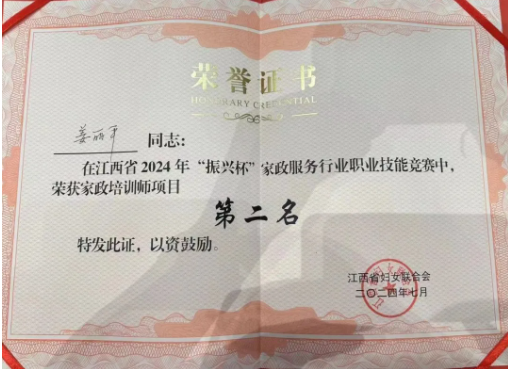 荣誉证书
HONORARY CREDENTIAL
姜丽平 同志:
在江西省2024年“振兴杯”家政服务行业职业技能竞赛中,
荣获家政培训师项目
第二名
特发此证,以资鼓励。
江西省妇女联合会
二〇二四年七月